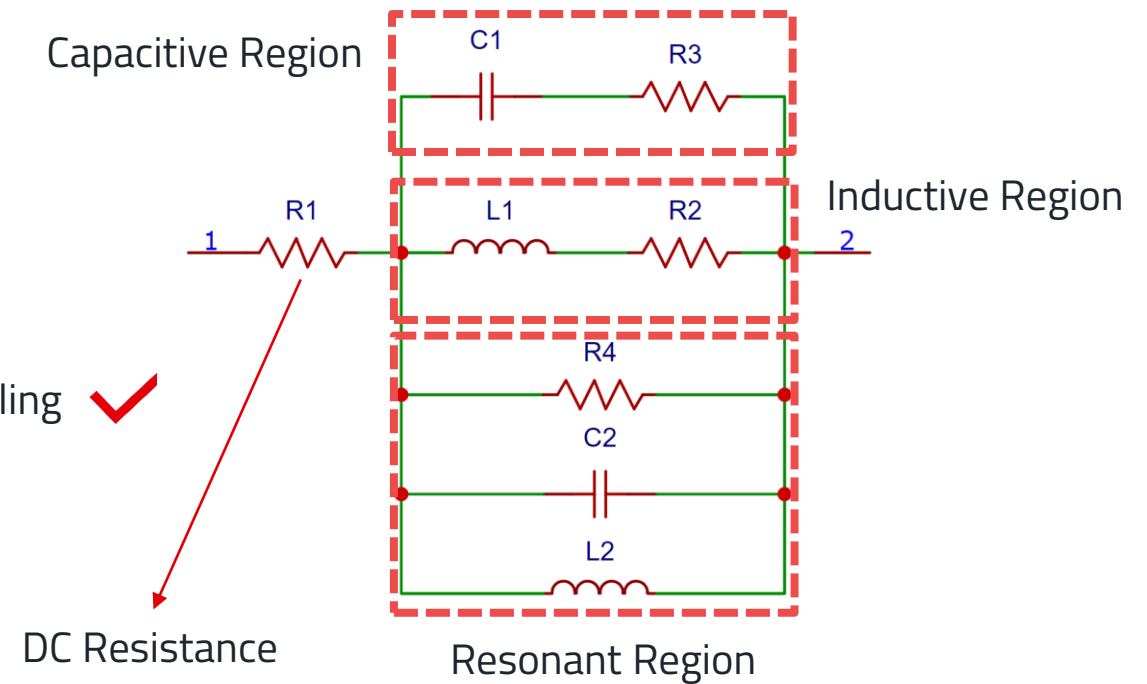 Capacitive Region
C1
R3
Inductive Region
R1
L1
R2
1
2
R4
ling
C2
L2
DC Resistance
Resonant Region